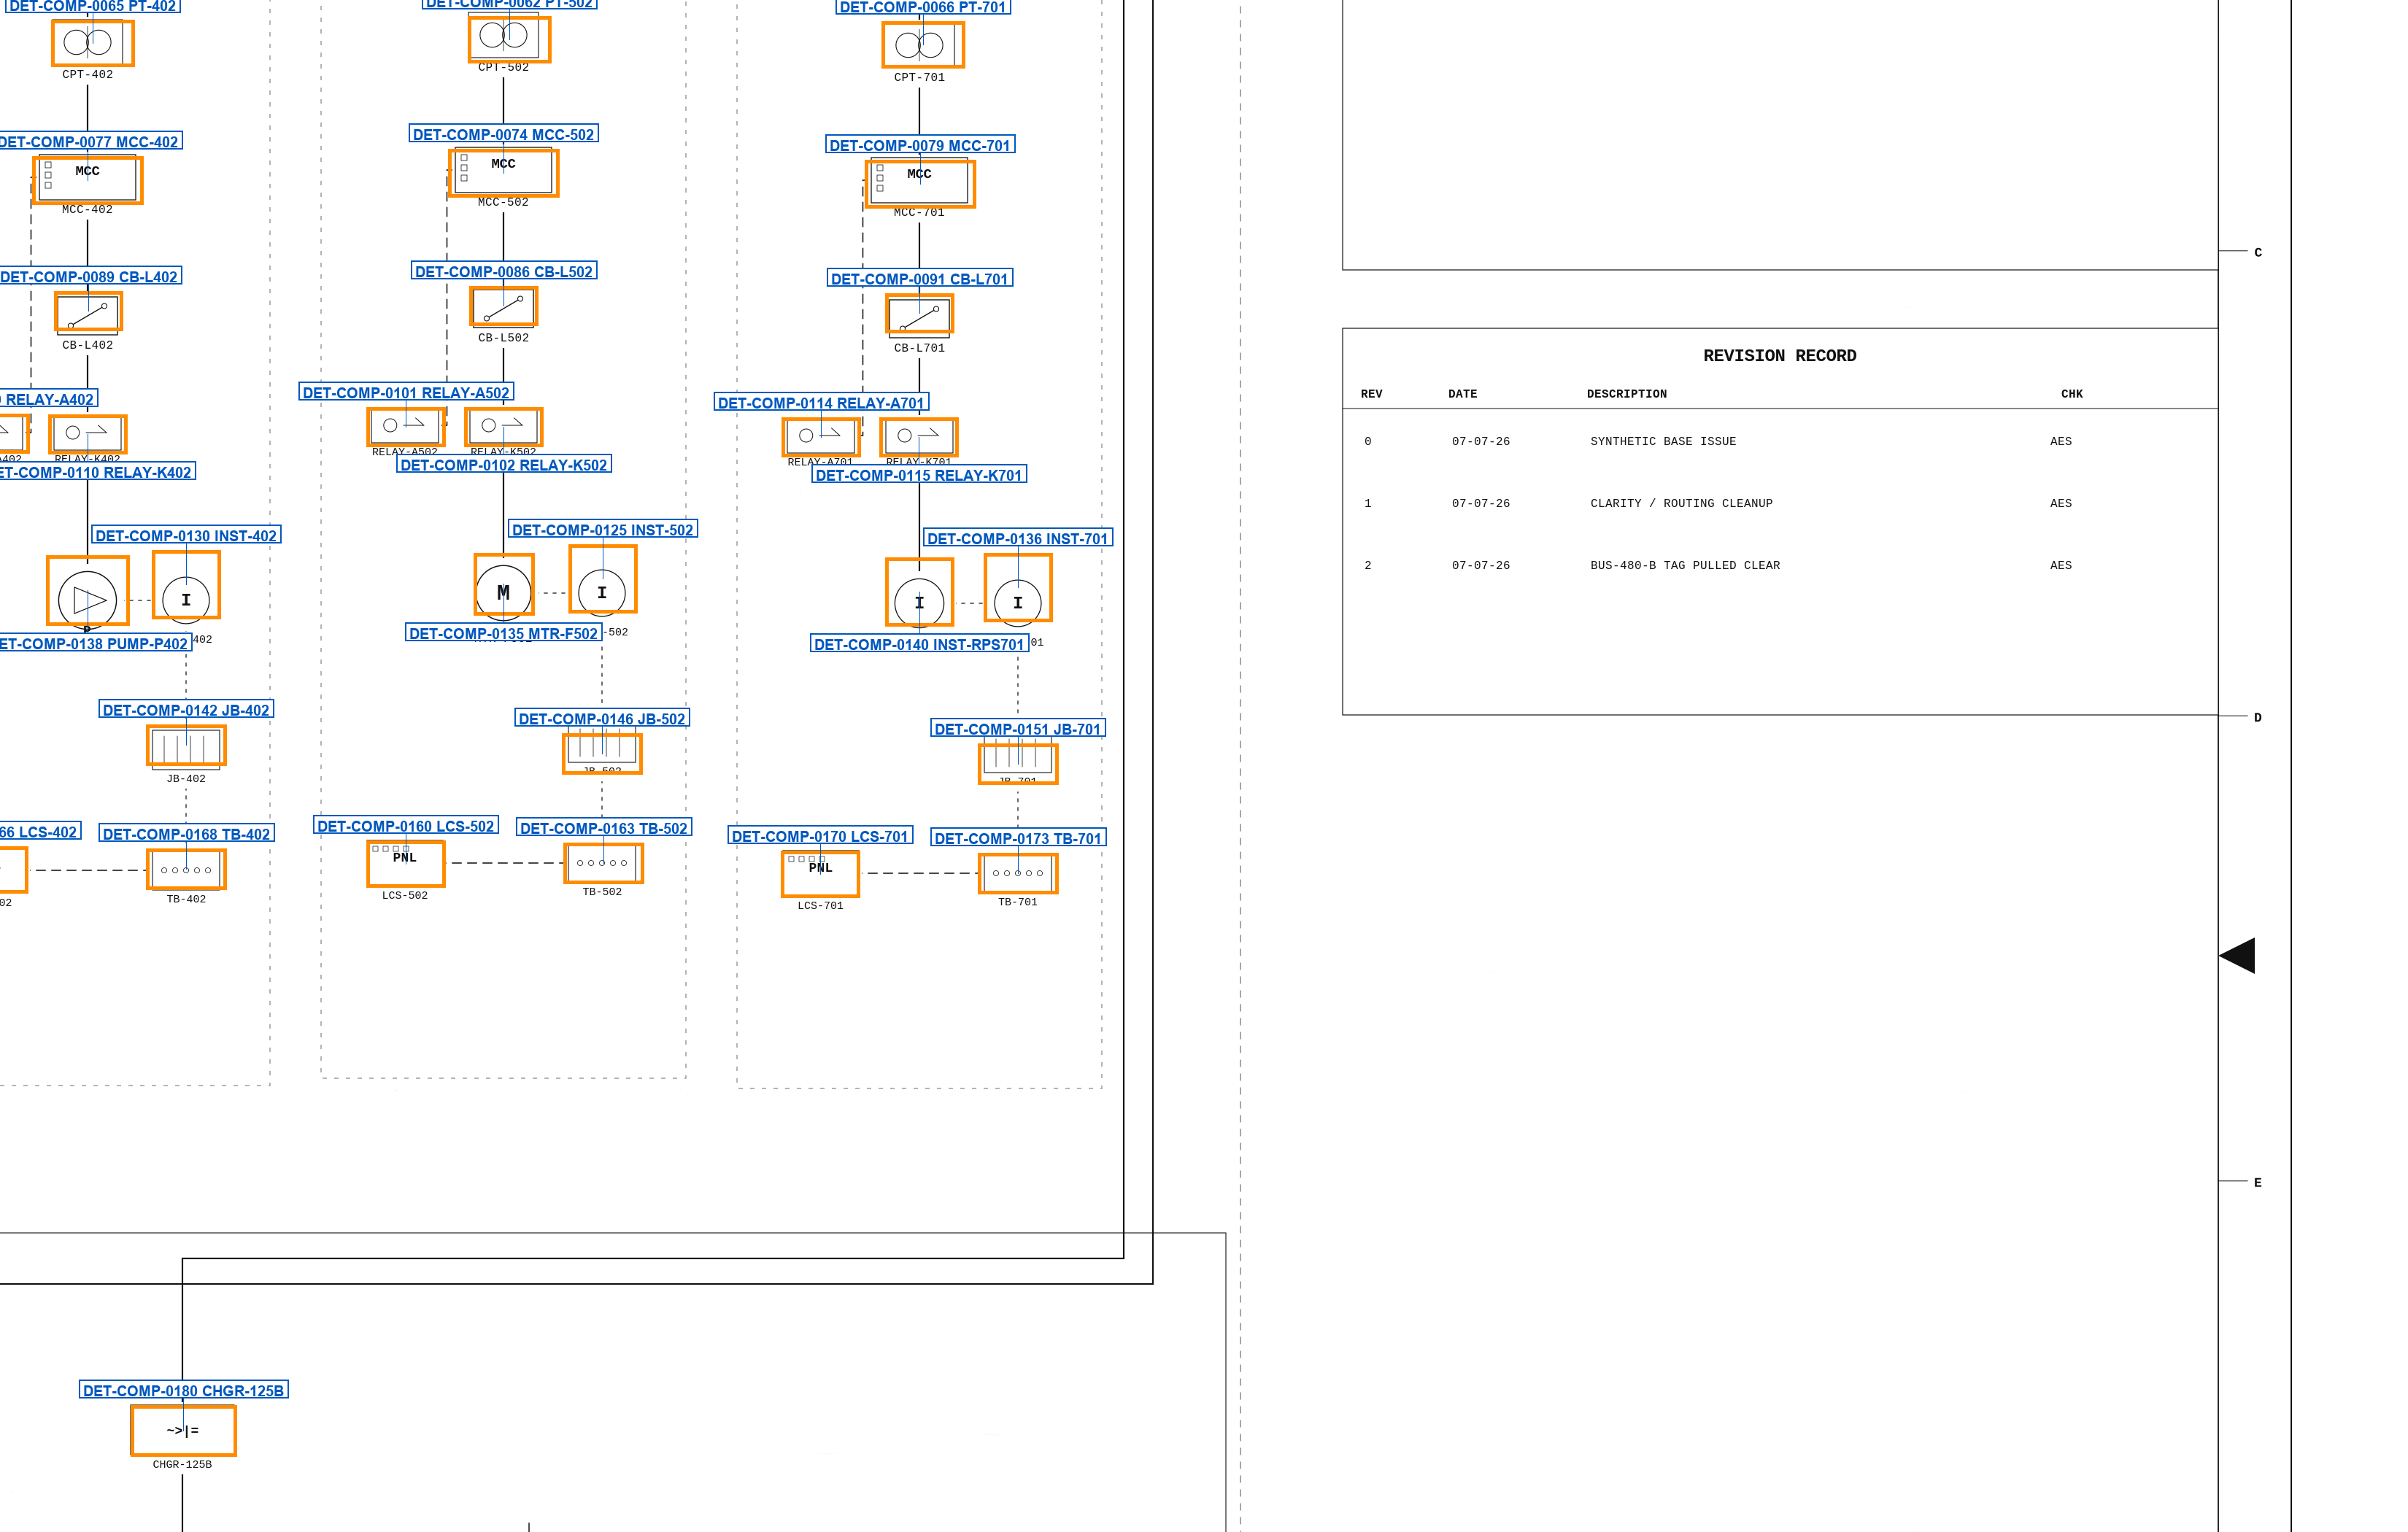 DET-COMP-0065 PT-402
DET-COMP-0062 PT-502
DET-COMP-0066 PT-701
CPT-402
CPT-502
CPT-701
DET-COMP-0077 MCC-402
DET-COMP-0074 MCC-502
DET-COMP-0079 MCC-701
MCC
MCC
MCC
MCC-402
MCC-502
MCC-701
C
DET-COMP-0089 CB-L402
DET-COMP-0086 CB-L502
DET-COMP-0091 CB-L701
CB-L402
CB-L502
CB-L701
REVISION RECORD
REV DATE DESCRIPTION CHK
0 07-07-26 SYNTHETIC BASE ISSUE AES
1 07-07-26 CLARITY / ROUTING CLEANUP AES
2 07-07-26 BUS-480-B TAG PULLED CLEAR AES
RELAY-A402
DET-COMP-0101 RELAY-A502
DET-COMP-0114 RELAY-A701
A402 RELAY-K402
RELAY-A502 RELAY-K502
RELAY-A701 RELAY-K701
ET-COMP-0110 RELAY-K402
DET-COMP-0102 RELAY-K502
DET-COMP-0115 RELAY-K701
DET-COMP-0130 INST-402
DET-COMP-0125 INST-502
DET-COMP-0136 INST-701
P
I
M
I
I
I
402
-502
01
ET-COMP-0138 PUMP-P402
DET-COMP-0135 MTR-F502
DET-COMP-0140 INST-RPS701
DET-COMP-0142 JB-402
DET-COMP-0146 JB-502
DET-COMP-0151 JB-701
D
JB-402
JB-502
JB-701
66 LCS-402
DET-COMP-0168 TB-402
DET-COMP-0160 LCS-502
DET-COMP-0163 TB-502
DET-COMP-0170 LCS-701
DET-COMP-0173 TB-701
PNL
PNL
02
TB-402
LCS-502
TB-502
LCS-701
TB-701
E
DET-COMP-0180 CHGR-125B
~>|=
CHGR-125B